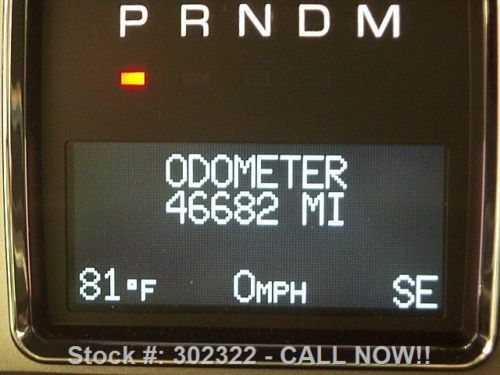 P R N D M
ODOMETER
46682 MI
81°F 0MPH SE
Stock #: 302322 - CALL NOW!!